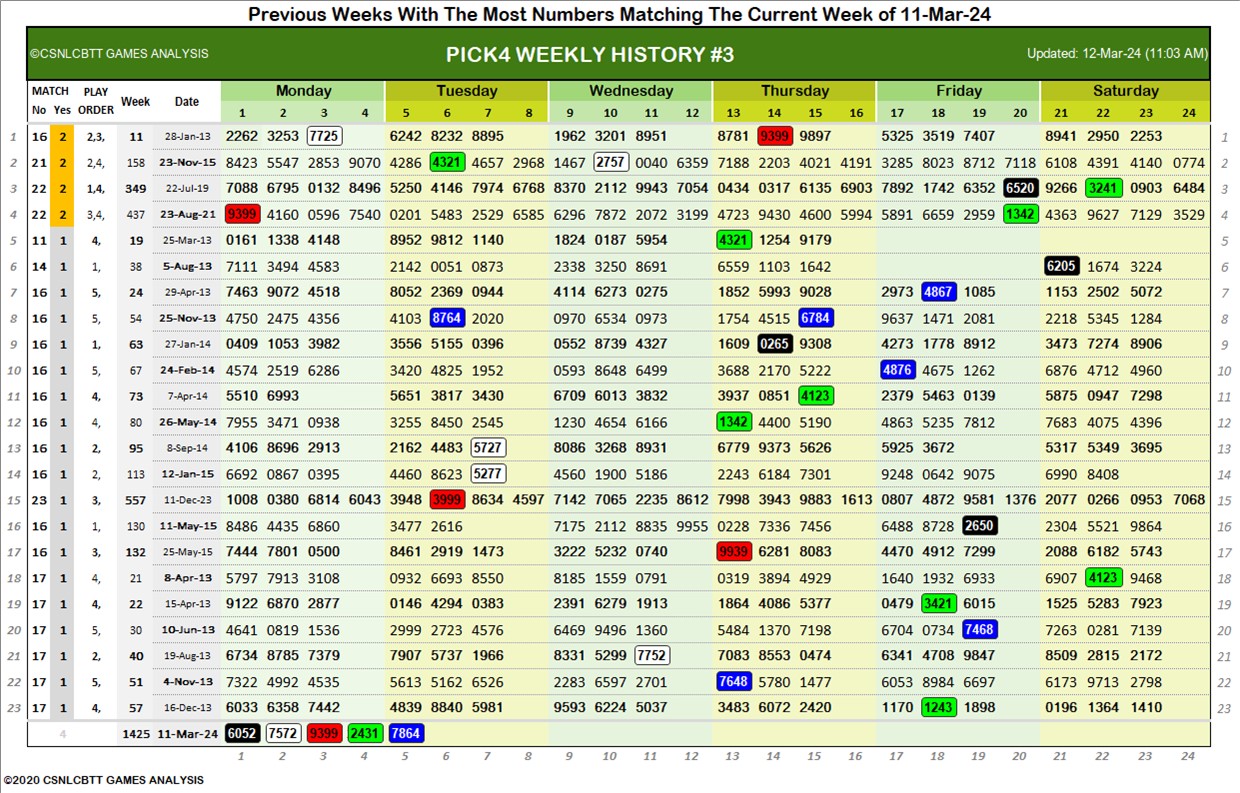 Previous Weeks With The Most Numbers Matching The Current Week of 11-Mar-24
©CSNLCBTT GAMES ANALYSIS PICK4 WEEKLY HISTORY #3 Updated: 12-Mar-24 (11:03 AM)
MATCH PLAY Week Date Monday Tuesday Wednesday Thursday Friday Saturday
No Yes ORDER 1 2 3 4 5 6 7 8 9 10 11 12 13 14 15 16 17 18 19 20 21 22 23 24
1 16 2 2,3, 11 28-Jan-13 2262 3253 7725 6242 8232 8895 1962 3201 8951 8781 9399 9897 5325 3519 7407 8941 2950 2253 1
2 21 2 2,4, 158 23-Nov-15 8423 5547 2853 9070 4286 4321 4657 2968 1467 2757 0040 6359 7188 2203 4021 4191 3285 8023 8712 7118 6108 4391 4140 0774 2
3 22 2 1,4, 349 22-Jul-19 7088 6795 0132 8496 5250 4146 7974 6768 8370 2112 9943 7054 0434 0317 6135 6903 7892 1742 6352 6520 9266 3241 0903 6484 3
4 22 2 3,4, 437 23-Aug-21 9399 4160 0596 7540 0201 5483 2529 6585 6296 7872 2072 3199 4723 9430 4600 5994 5891 6659 2959 1342 4363 9627 7129 3529 4
5 11 1 4, 19 25-Mar-13 0161 1338 4148 8952 9812 1140 1824 0187 5954 4321 1254 9179 5
6 14 1 1, 38 5-Aug-13 7111 3494 4583 2142 0051 0873 2338 3250 8691 6559 1103 1642 6205 1674 3224 6
7 16 1 5, 24 29-Apr-13 7463 9072 4518 8052 2369 0944 4114 6273 0275 1852 5993 9028 2973 4867 1085 1153 2502 5072 7
8 16 1 5, 54 25-Nov-13 4750 2475 4356 4103 8764 2020 0970 6534 0973 1754 4515 6784 9637 1471 2081 2218 5345 1284 8
9 16 1 1, 63 27-Jan-14 0409 1053 3982 3556 5155 0396 0552 8739 4327 1609 0265 9308 4273 1778 8912 3473 7274 8906 9
10 16 1 5, 67 24-Feb-14 4574 2519 6286 3420 4825 1952 0593 8648 6499 3688 2170 5222 4876 4675 1262 6876 4712 4960 10
11 16 1 4, 73 7-Apr-14 5510 6993 5651 3817 3430 6709 6013 3832 3937 0851 4123 2379 5463 0139 5875 0947 7298 11
12 16 1 4, 80 26-May-14 7955 3471 0938 3255 8450 2545 1230 4654 6166 1342 4400 5190 4863 5235 7812 7683 4075 4396 12
13 16 1 2, 95 8-Sep-14 4106 8696 2913 2162 4483 5727 8086 3268 8931 6779 9373 5626 5925 3672 5317 5349 3695 13
14 16 1 2, 113 12-Jan-15 6692 0867 0395 4460 8623 5277 4560 1900 5186 2243 6184 7301 9248 0642 9075 6990 8408 14
15 23 1 3, 557 11-Dec-23 1008 0380 6814 6043 3948 3999 8634 4597 7142 7065 2235 8612 7998 3943 9883 1613 0807 4872 9581 1376 2077 0266 0953 7068 15
16 16 1 1, 130 11-May-15 8486 4435 6860 3477 2616 7175 2112 8835 9955 0228 7336 7456 6488 8728 2650 2304 5521 9864 16
17 16 1 3, 132 25-May-15 7444 7801 0500 8461 2919 1473 3222 5232 0740 9939 6281 8083 4470 4912 7299 2088 6182 5743 17
18 17 1 4, 21 8-Apr-13 5797 7913 3108 0932 6693 8550 8185 1559 0791 0319 3894 4929 1640 1932 6933 6907 4123 9468 18
19 17 1 4, 22 15-Apr-13 9122 6870 2877 0146 4294 0383 2391 6279 1913 1864 4086 5377 0479 3421 6015 1525 5283 7923 19
20 17 1 5, 30 10-Jun-13 4641 0819 1536 2999 2723 4576 6469 9496 1360 5484 1370 7198 6704 0734 7468 7263 0281 7139 20
21 17 1 2, 40 19-Aug-13 6734 8785 7379 7907 5737 1966 8331 5299 7752 7083 8553 0474 6341 4708 9847 8509 2815 2172 21
22 17 1 5, 51 4-Nov-13 7322 4992 4535 5613 5162 6526 2283 6597 2701 7648 5780 1477 6053 8984 6697 6173 9713 2798 22
23 17 1 4, 57 16-Dec-13 6033 6358 7442 4839 8840 5981 9593 6224 5037 3483 6072 2420 1170 1243 1898 0196 1364 1410 23
4 1425 11-Mar-24 6052 7572 9399 2431 7864
1 2 3 4 5 6 7 8 9 10 11 12 13 14 15 16 17 18 19 20 21 22 23 24
©2020 CSNLCBTT GAMES ANALYSIS